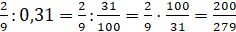 2/9 : 0,31 = 2/9 : 31/100 = 2/9 · 100/31 = 200/279